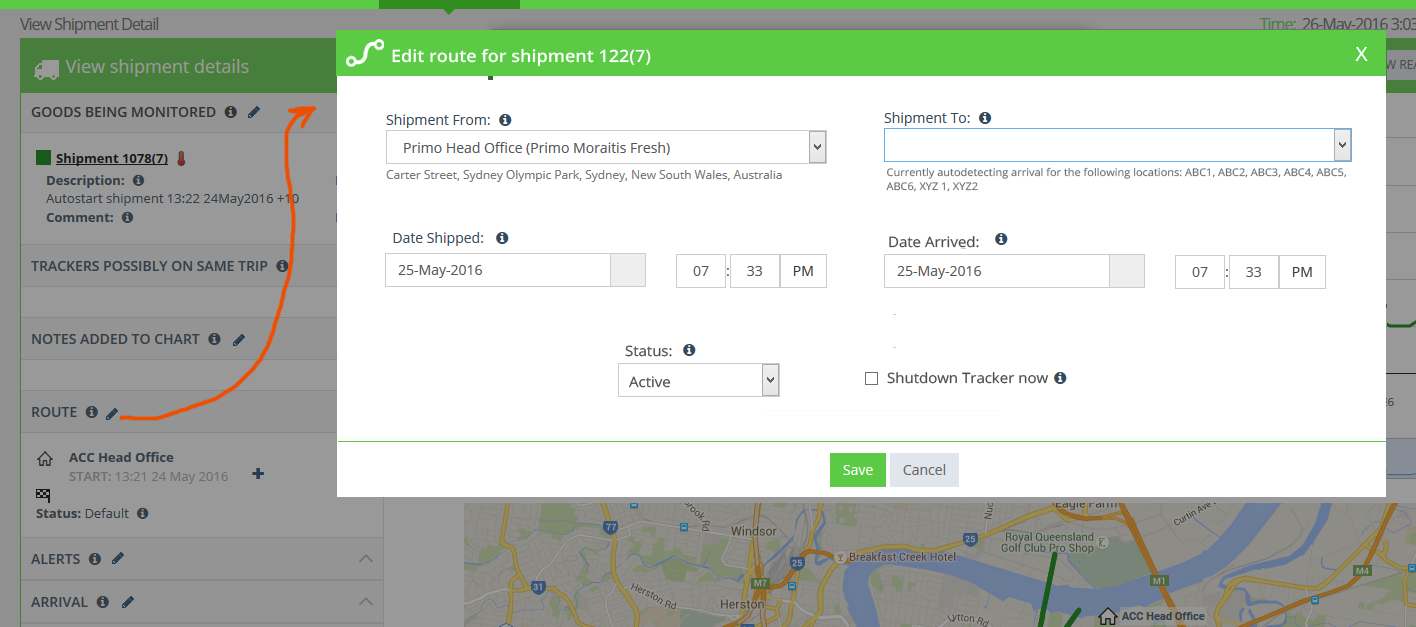 View Shipment Detail
Time: 26-May-2016 3:03
View shipment details
Edit route for shipment 122(7)
X
GOODS BEING MONITORED
Shipment 1078(7)
Description:
Autostart shipment 13:22 24May2016 +10
Comment:
TRACKERS POSSIBLY ON SAME TRIP
NOTES ADDED TO CHART
ROUTE
ACC Head Office
START: 13:21 24 May 2016
Status: Default
ALERTS
ARRIVAL
Shipment From:
Primo Head Office (Primo Moraitis Fresh)
Carter Street, Sydney Olympic Park, Sydney, New South Wales, Australia
Shipment To:
Currently autodetecting arrival for the following locations: ABC1, ABC2, ABC3, ABC4, ABC5,
ABC6, XYZ 1, XYZ2
Date Shipped:
25-May-2016 07 : 33 PM
Date Arrived:
25-May-2016 07 : 33 PM
Status:
Active
Shutdown Tracker now
Save Cancel
77
Windsor
25
Breakfast Creek Hotel
Royal Queensland
Golf Club Pro Shop
Eagle Farm
Curtin Ave
25
31
M7
25
M1
M4
Herston Rd
Herston
Lytton Rd
ACC Head Office